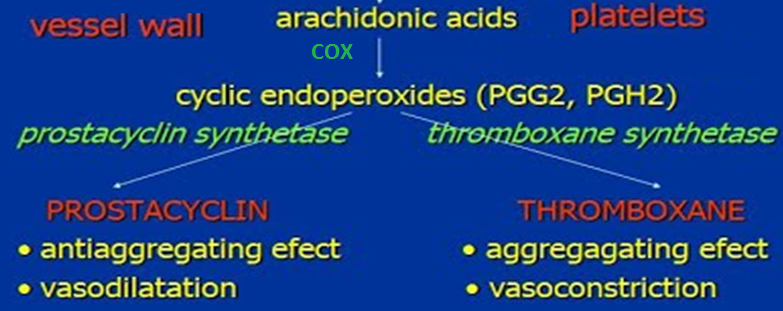 vessel wall arachidonic acids platelets
COX
cyclic endoperoxides (PGG2, PGH2)
prostacyclin synthetase thromboxane synthetase
PROSTACYCLIN THROMBOXANE
• antiaggregating efect • aggregagating efect
• vasodilatation • vasoconstriction